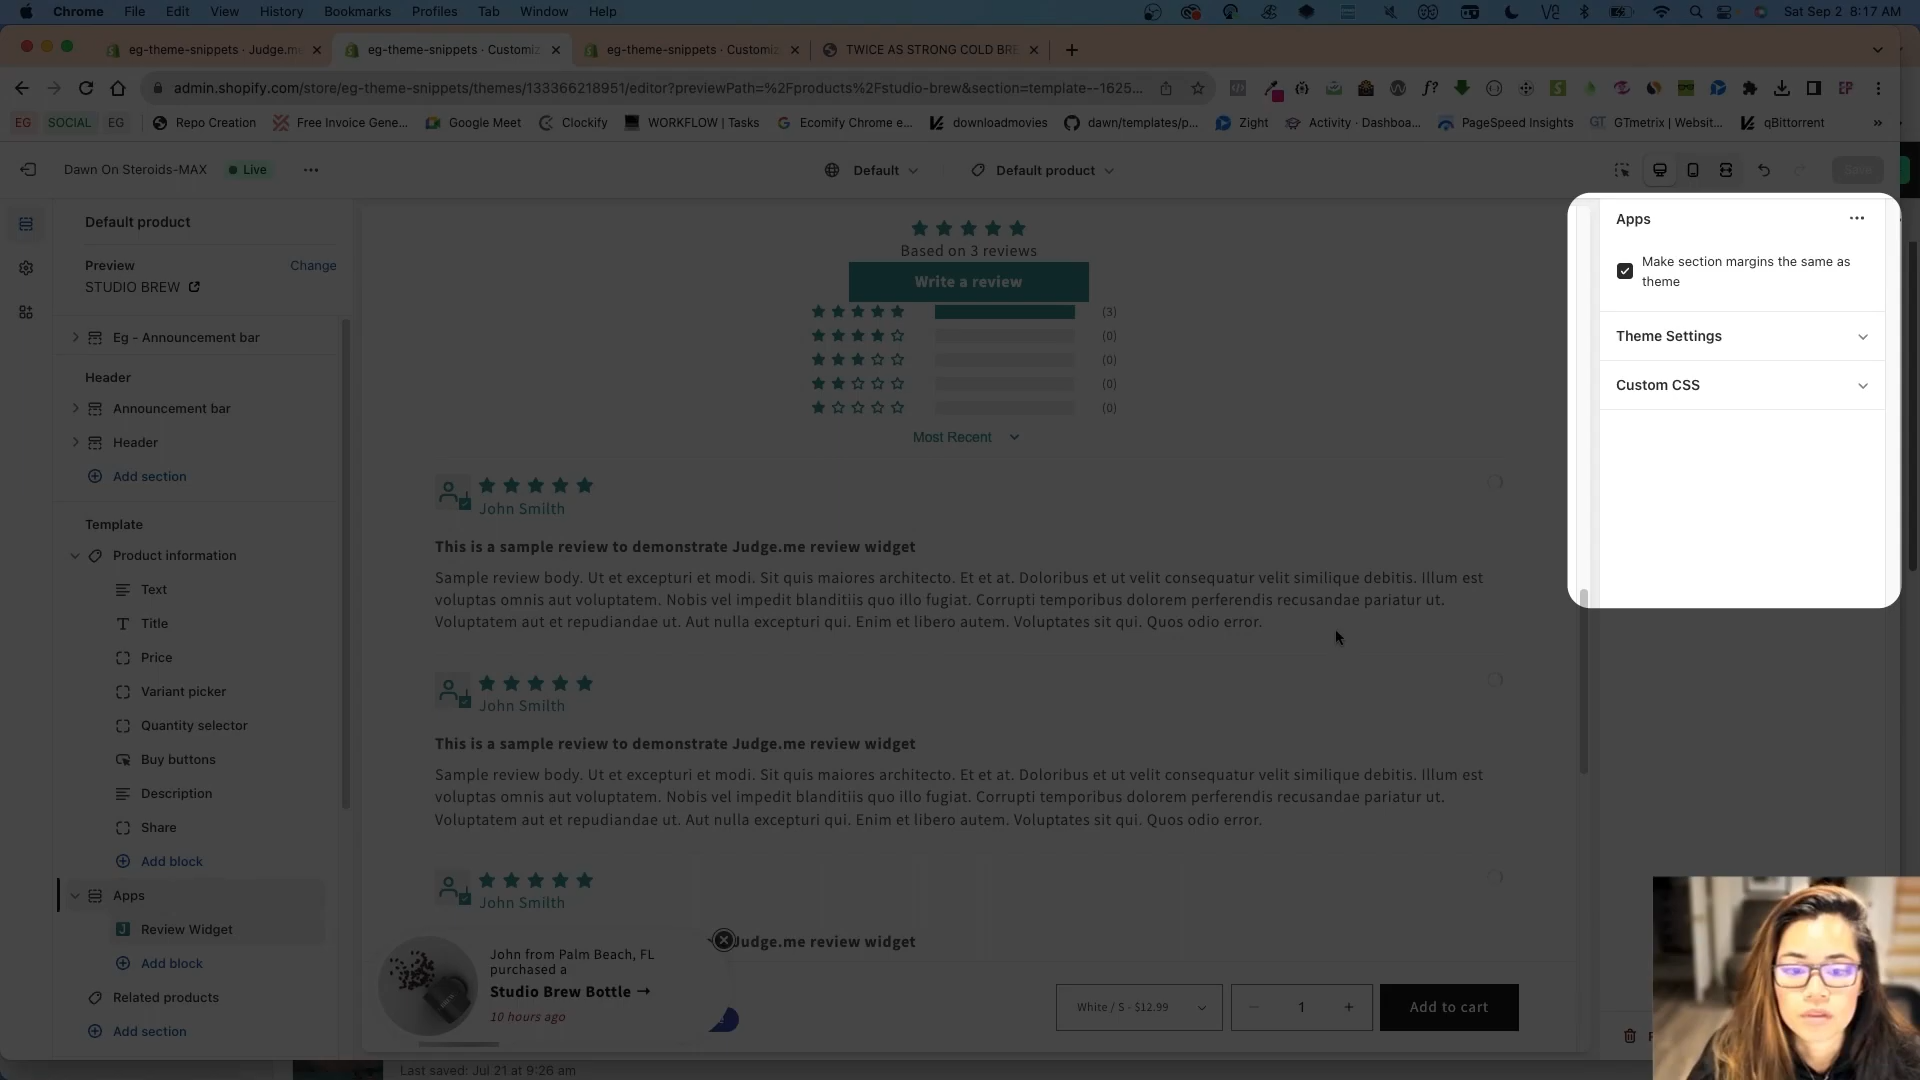 Chrome File Edit View History Bookmarks Profiles Tab Window Help
Sat Sep 2 8:17 AM
eg-theme-snippets · Judge.me
eg-theme-snippets · Customiz
eg-theme-snippets · Customiz
TWICE AS STRONG COLD BRE
admin.shopify.com/store/eg-theme-snippets/themes/133366218951/editor?previewPath=%2Fproducts%2Fstudio-brew&section=template--1625...
EG SOCIAL EG Repo Creation Free Invoice Gene... Google Meet Clockify WORKFLOW | Tasks Ecomify Chrome e... downloadmovies dawn/templates/p... Zight Activity · Dashboa... PageSpeed Insights GTmetrix | Websit... qBittorrent »
Dawn On Steroids-MAX Live ···
Default
Default product
Save
Default product
Preview
Change
STUDIO BREW
Eg - Announcement bar
Header
Announcement bar
Header
Add section
Template
Product information
Text
Title
Price
Variant picker
Quantity selector
Buy buttons
Description
Share
Add block
Apps
Review Widget
Add block
Related products
Add section
Based on 3 reviews
Write a review
(3)
(0)
(0)
(0)
(0)
Most Recent
John Smilth
This is a sample review to demonstrate Judge.me review widget
Sample review body. Ut et excepturi et modi. Sit quis maiores architecto. Et et at. Doloribus et ut velit consequatur velit similique debitis. Illum est
voluptas omnis aut voluptatem. Nobis vel impedit blanditiis quo illo fugiat. Corrupti temporibus dolorem perferendis recusandae pariatur ut.
Voluptatem aut et repudiandae ut. Aut nulla excepturi qui. Enim et libero autem. Voluptates sit qui. Quos odio error.
John Smilth
This is a sample review to demonstrate Judge.me review widget
Sample review body. Ut et excepturi et modi. Sit quis maiores architecto. Et et at. Doloribus et ut velit consequatur velit similique debitis. Illum est
voluptas omnis aut voluptatem. Nobis vel impedit blanditiis quo illo fugiat. Corrupti temporibus dolorem perferendis recusandae pariatur ut.
Voluptatem aut et repudiandae ut. Aut nulla excepturi qui. Enim et libero autem. Voluptates sit qui. Quos odio error.
John Smilth
Judge.me review widget
John from Palm Beach, FL
purchased a
Studio Brew Bottle →
10 hours ago
White / S - $12.99
− 1 +
Add to cart
Apps
Make section margins the same as
theme
Theme Settings
Custom CSS
Last saved: Jul 21 at 9:26 am